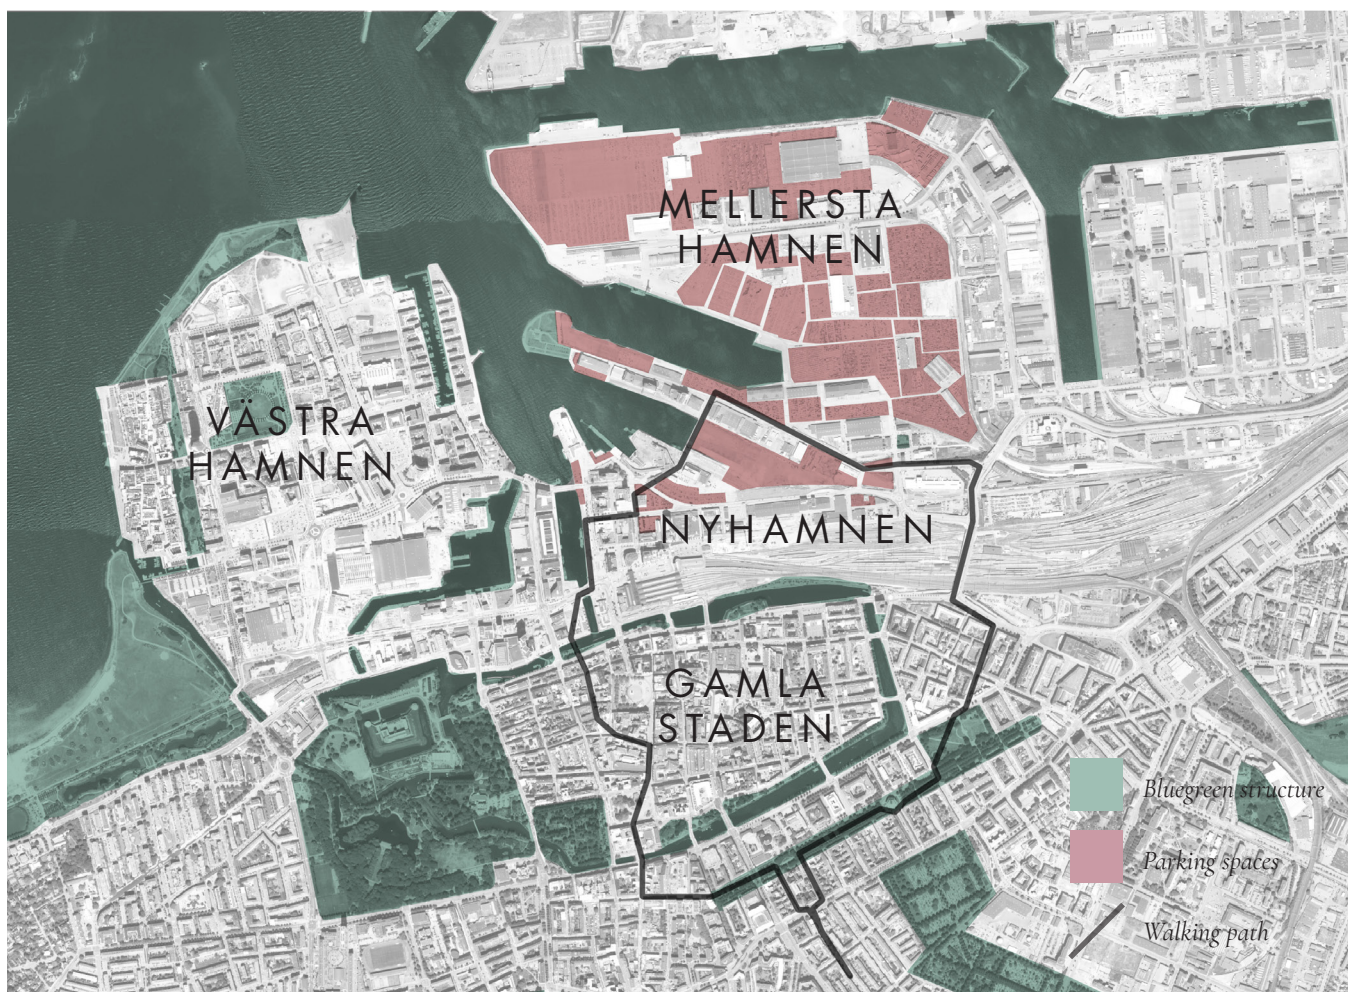 MELLERSTA
HAMNEN
VÄSTRA
HAMNEN
NYHAMNEN
GAMLA
STADEN
Bluegreen structure
Parking spaces
Walking path